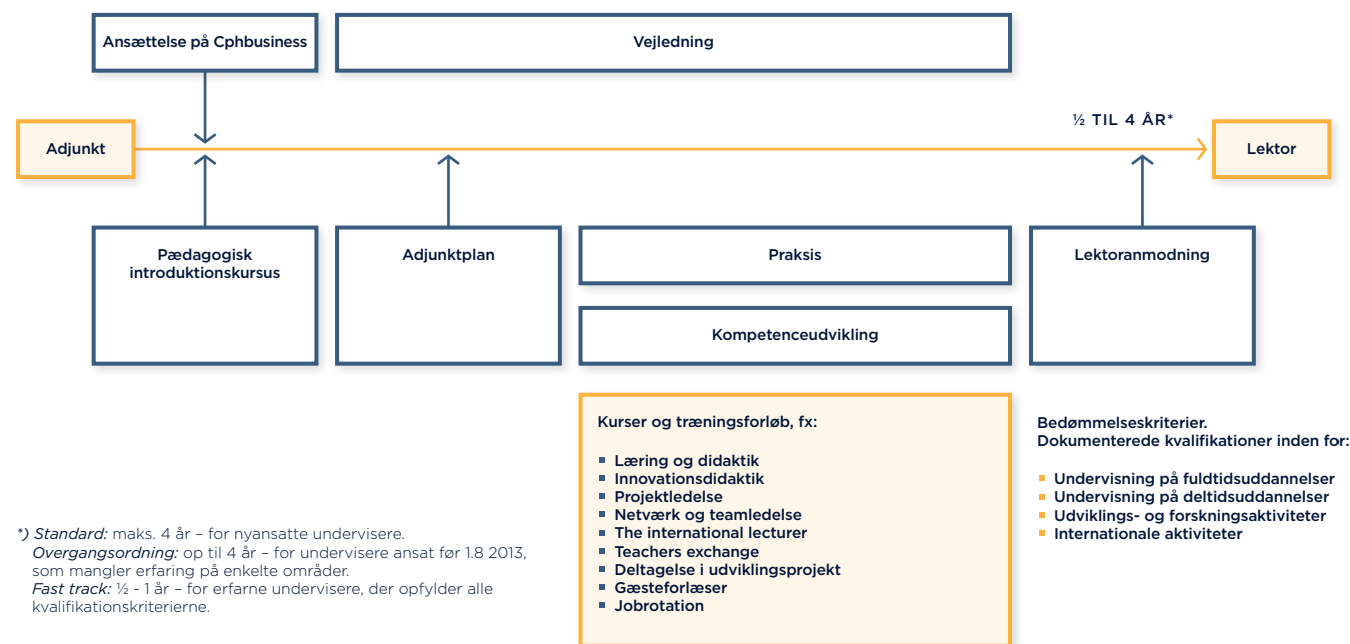 Ansættelse på Cphbusiness
Vejledning
½ TIL 4 ÅR*
Adjunkt
Lektor
Pædagogisk
introduktionskursus
Adjunktplan
Praksis
Lektoranmodning
Kompetenceudvikling
Kurser og træningsforløb, fx:
▪ Læring og didaktik
▪ Innovationsdidaktik
▪ Projektledelse
▪ Netværk og teamledelse
▪ The international lecturer
▪ Teachers exchange
▪ Deltagelse i udviklingsprojekt
▪ Gæsteforlæser
▪ Jobrotation
Bedømmelseskriterier.
Dokumenterede kvalifikationer inden for:
▪ Undervisning på fuldtidsuddannelser
▪ Undervisning på deltidsuddannelser
▪ Udviklings- og forskningsaktiviteter
▪ Internationale aktiviteter
*) Standard: maks. 4 år – for nyansatte undervisere.
Overgangsordning: op til 4 år – for undervisere ansat før 1.8 2013,
som mangler erfaring på enkelte områder.
Fast track: ½ - 1 år – for erfarne undervisere, der opfylder alle
kvalifikationskriterierne.